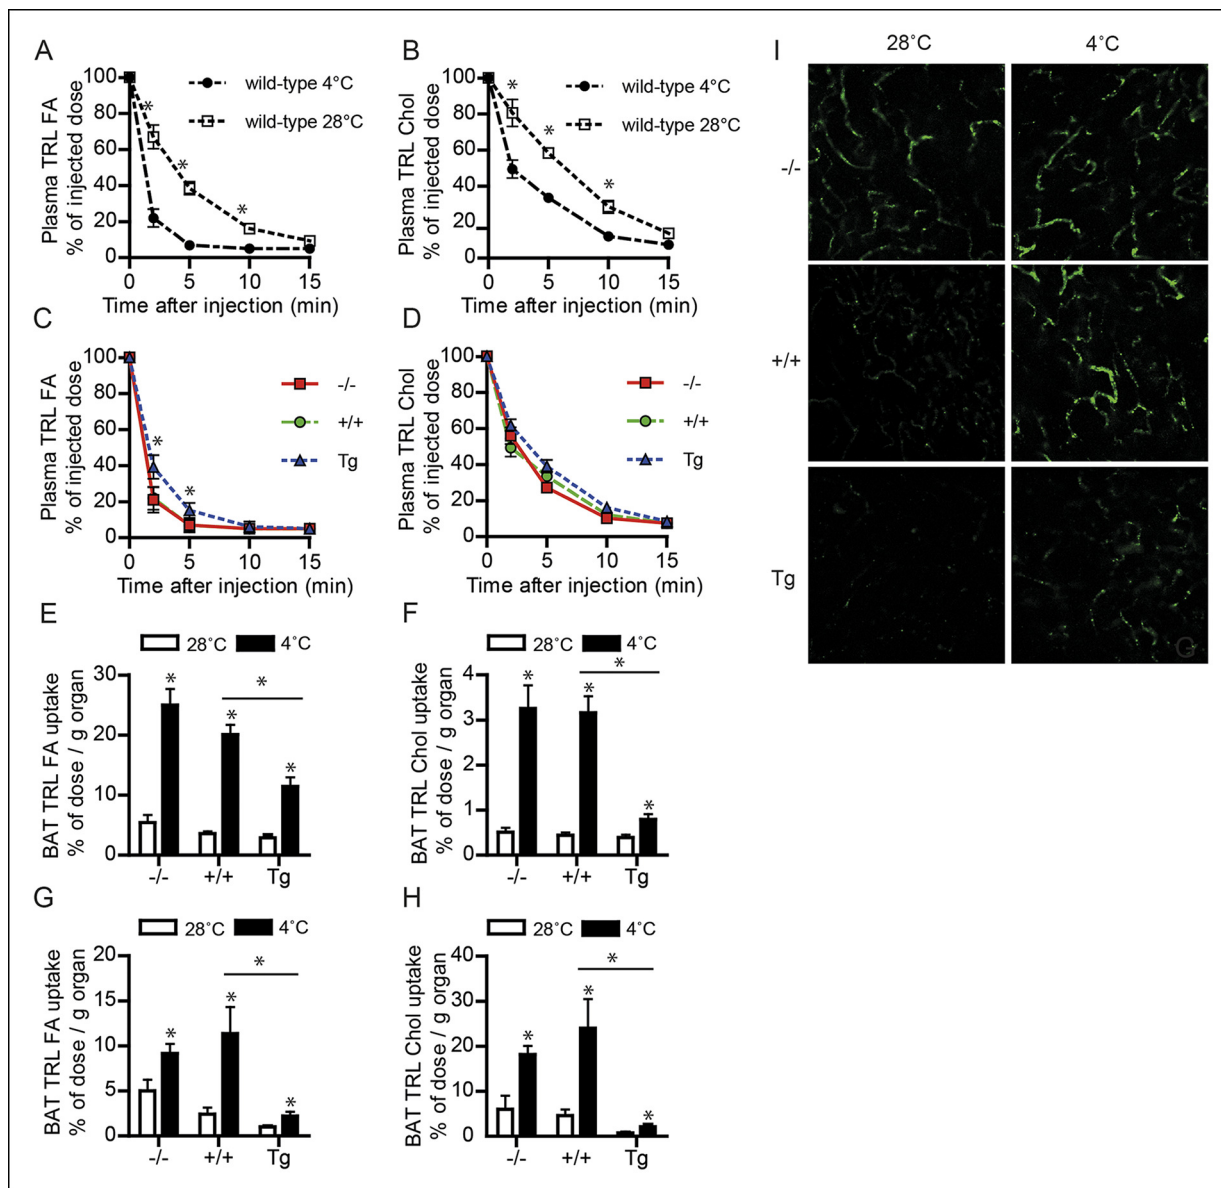 A
Plasma TRL FA
% of injected dose
100
80
60
40
20
0
wild-type 4°C
wild-type 28°C
*
*
*
0 5 10 15
Time after injection (min)
B
Plasma TRL Chol
% of injected dose
100
80
60
40
20
0
wild-type 4°C
wild-type 28°C
*
*
*
0 5 10 15
Time after injection (min)
C
Plasma TRL FA
% of injected dose
100
80
60
40
20
0
-/-
+/+
Tg
*
*
0 5 10 15
Time after injection (min)
D
Plasma TRL Chol
% of injected dose
100
80
60
40
20
0
-/-
+/+
Tg
0 5 10 15
Time after injection (min)
E
28°C 4°C
BAT TRL FA uptake
% of dose / g organ
30
20
10
0
*
*
*
*
-/- +/+ Tg
F
28°C 4°C
BAT TRL Chol uptake
% of dose / g organ
4
3
2
1
0
*
*
*
*
-/- +/+ Tg
G
28°C 4°C
BAT TRL FA uptake
% of dose / g organ
20
15
10
5
0
*
*
*
*
-/- +/+ Tg
H
28°C 4°C
BAT TRL Chol uptake
% of dose / g organ
40
30
20
10
0
*
*
*
*
-/- +/+ Tg
I
28°C 4°C
-/-
+/+
Tg
G